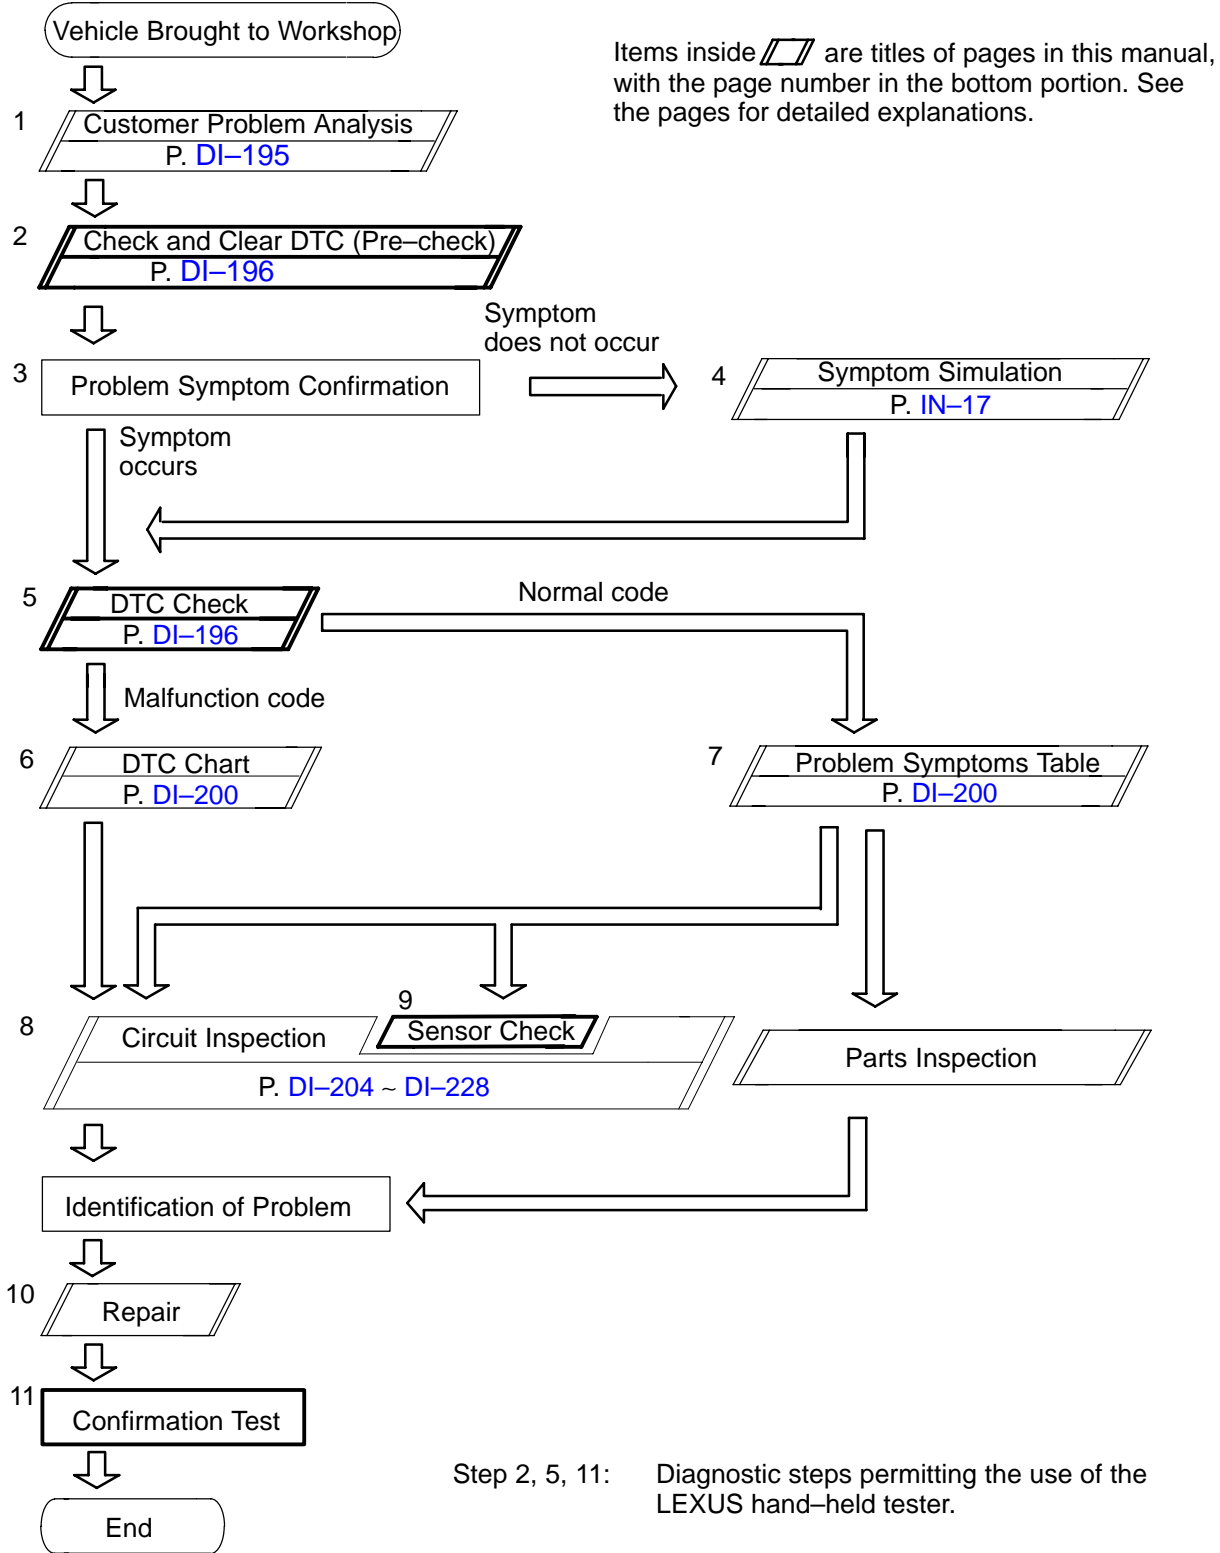 Vehicle Brought to Workshop
Items inside are titles of pages in this manual,
with the page number in the bottom portion. See
the pages for detailed explanations.
1
Customer Problem Analysis
P. DI–195
2
Check and Clear DTC (Pre–check)
P. DI–196
Symptom
does not occur
3
Problem Symptom Confirmation
4
Symptom Simulation
P. IN–17
Symptom
occurs
5
DTC Check
P. DI–196
Normal code
Malfunction code
6
DTC Chart
P. DI–200
7
Problem Symptoms Table
P. DI–200
8
Circuit Inspection
9
Sensor Check
P. DI–204 ~ DI–228
Parts Inspection
Identification of Problem
10
Repair
11
Confirmation Test
Step 2, 5, 11: Diagnostic steps permitting the use of the
LEXUS hand–held tester.
End